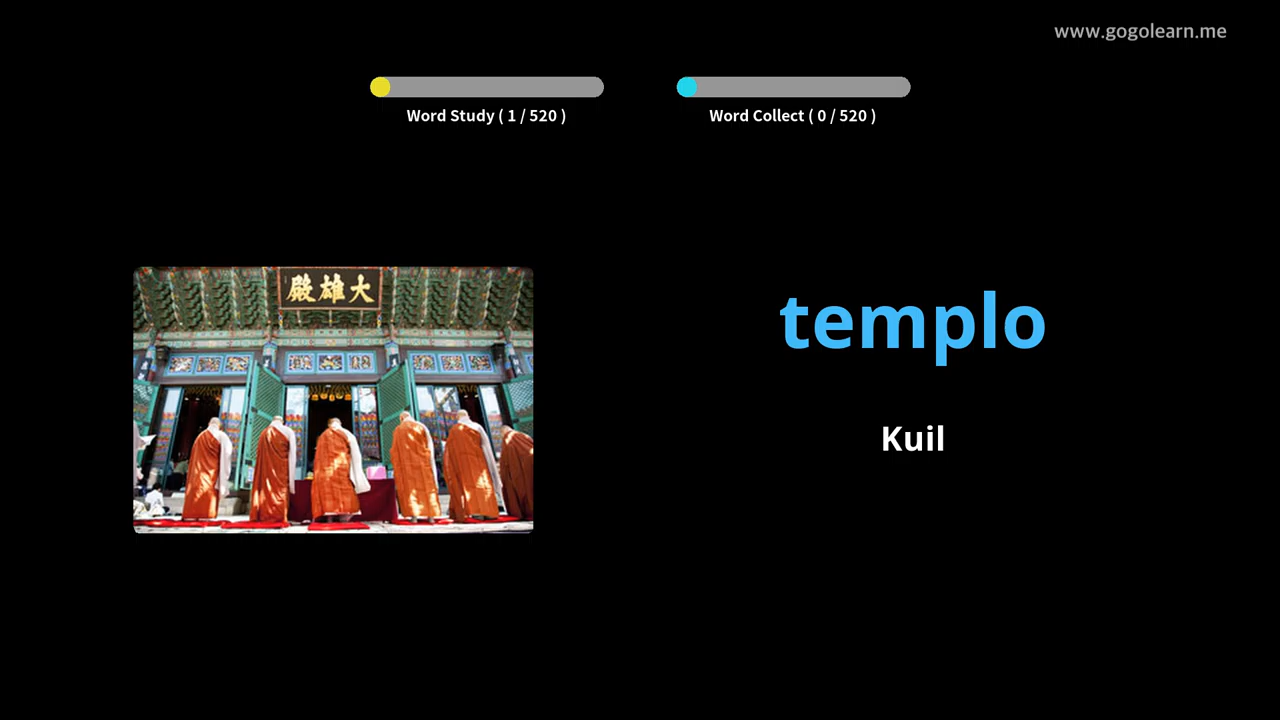 www.gogolearn.me
Word Study ( 1 / 520 )
Word Collect ( 0 / 520 )
大雄殿
templo
Kuil